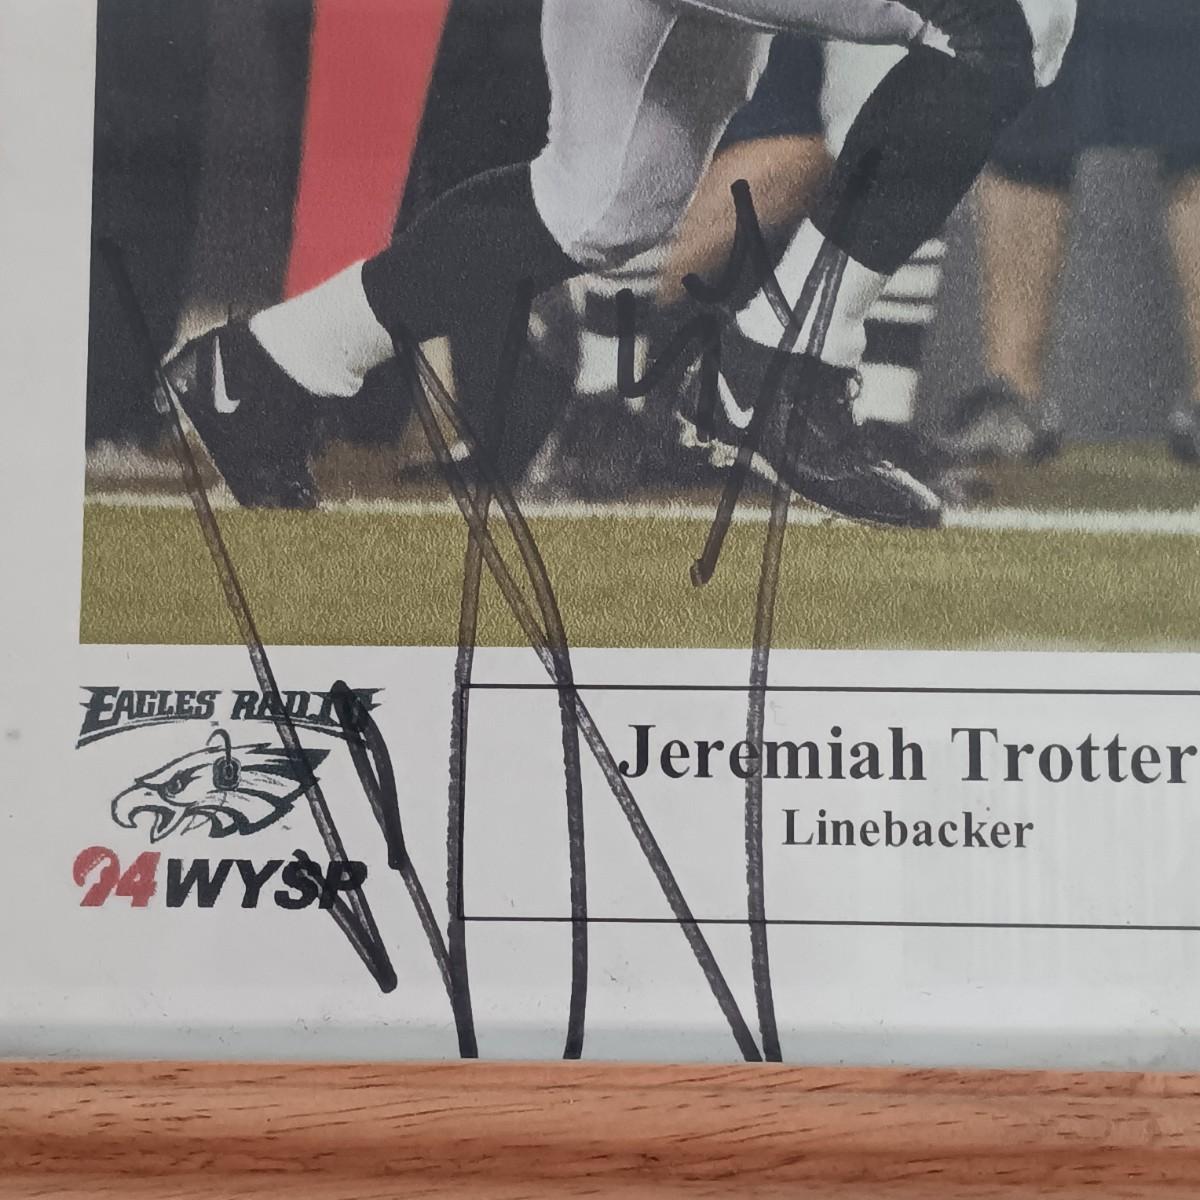 EAGLES RADIO
94WYSP
Jeremiah Trotter
Linebacker